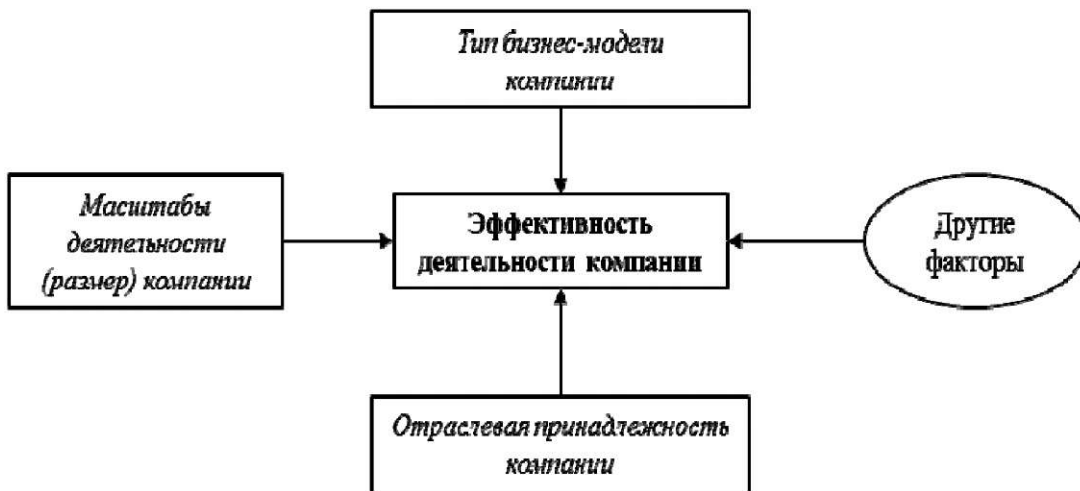 Тип бизнес-модели
компании
Масштабы
деятельности
(размер) компании
Эффективность
деятельности компании
Другие
факторы
Отраслевая принадлежность
компании